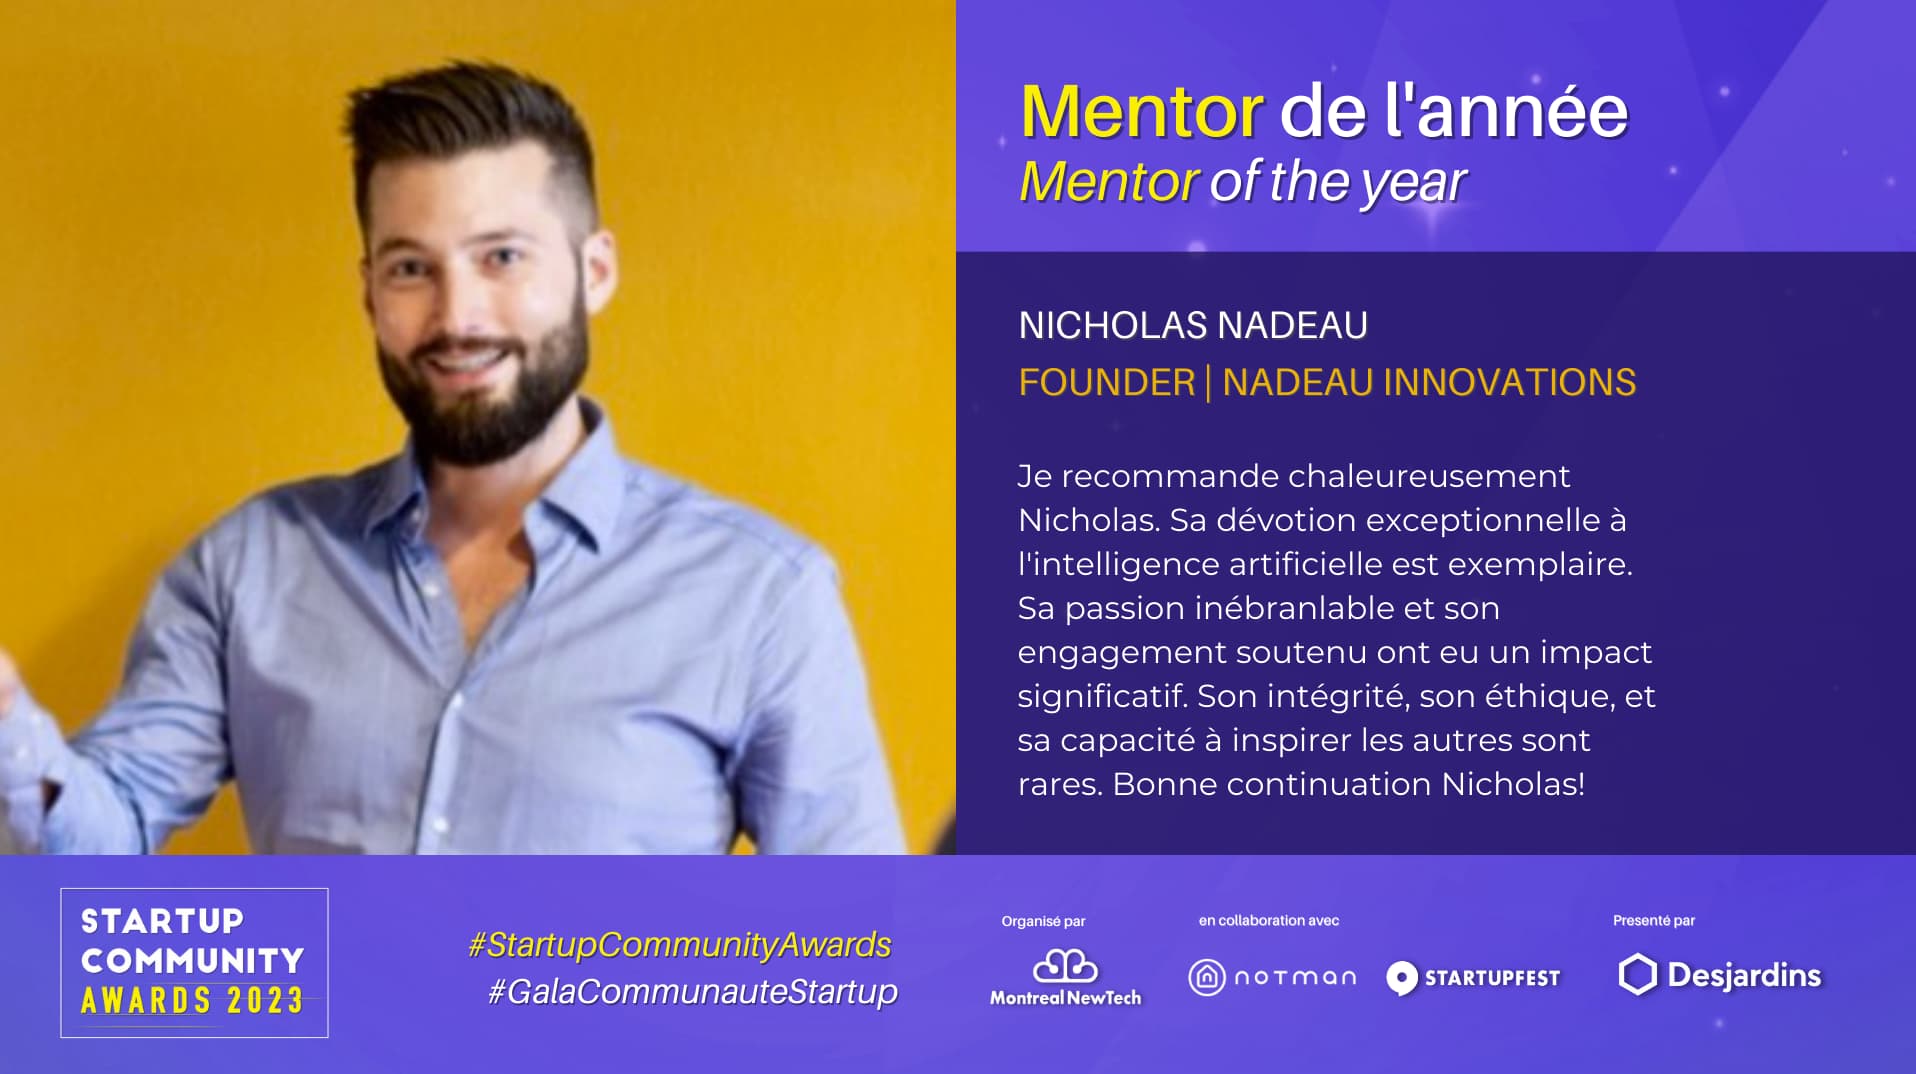 Mentor de l'année
Mentor of the year
NICHOLAS NADEAU
FOUNDER | NADEAU INNOVATIONS
Je recommande chaleureusement
Nicholas. Sa dévotion exceptionnelle à
l'intelligence artificielle est exemplaire.
Sa passion inébranlable et son
engagement soutenu ont eu un impact
significatif. Son intégrité, son éthique, et
sa capacité à inspirer les autres sont
rares. Bonne continuation Nicholas!
STARTUP
COMMUNITY
AWARDS 2023
#StartupCommunityAwards
#GalaCommunauteStartup
Organisé par
MontrealNewTech
en collaboration avec
notman
STARTUPFEST
Presenté par
Desjardins